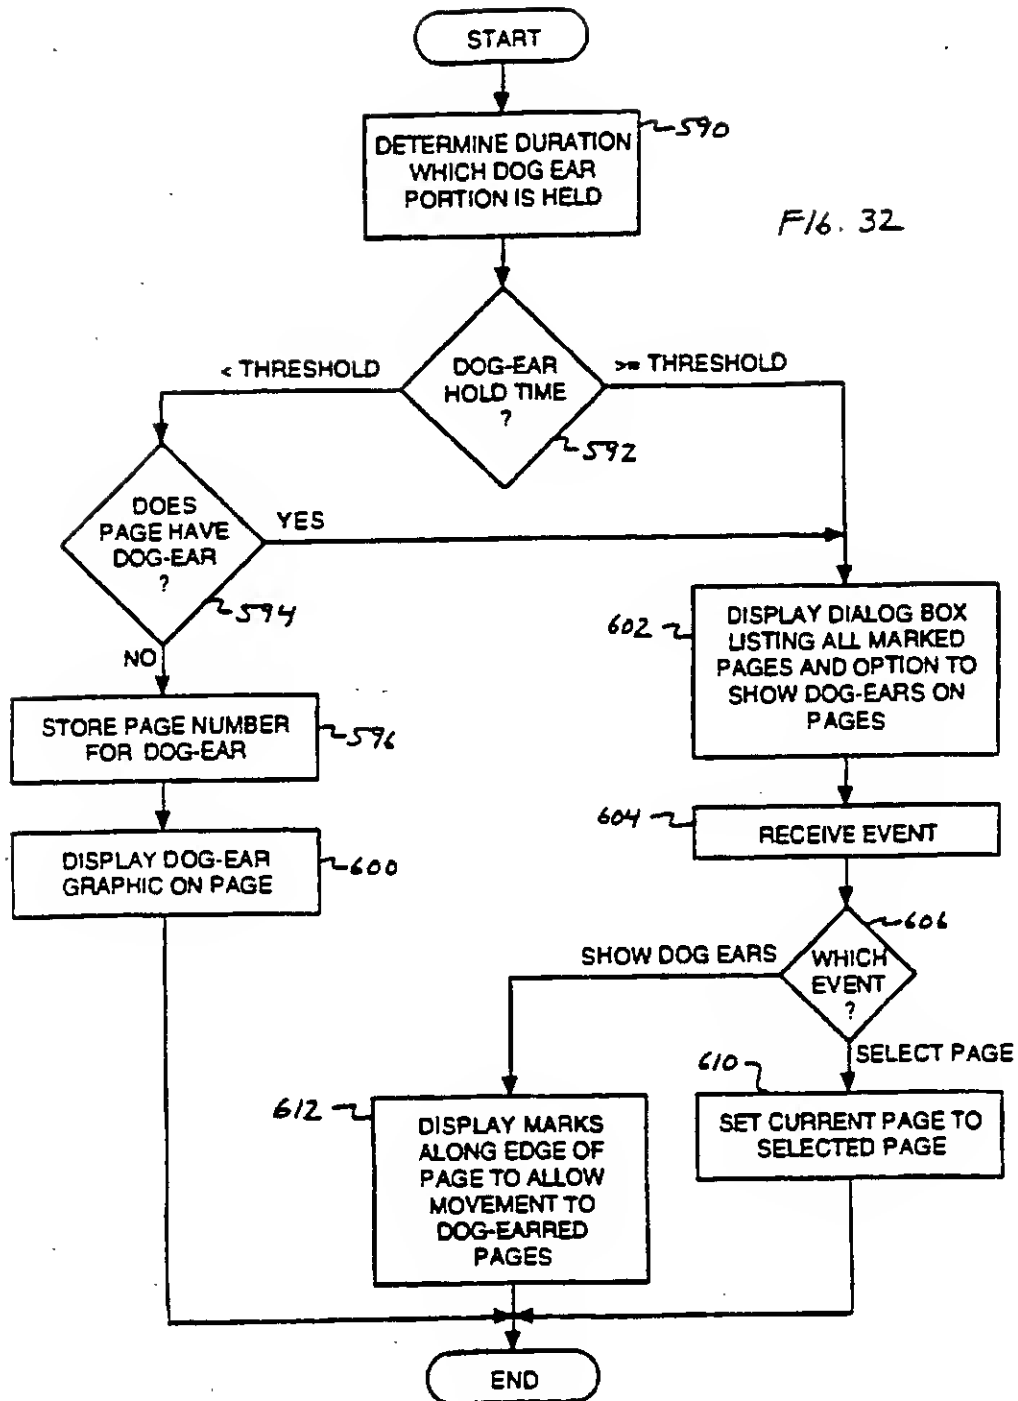 START
DETERMINE DURATION
WHICH DOG EAR
PORTION IS HELD
590
FIG. 32
< THRESHOLD
DOG-EAR
HOLD TIME
?
>= THRESHOLD
592
DOES
PAGE HAVE
DOG-EAR
?
YES
594
NO
STORE PAGE NUMBER
FOR DOG-EAR
596
DISPLAY DOG-EAR
GRAPHIC ON PAGE
600
602
DISPLAY DIALOG BOX
LISTING ALL MARKED
PAGES AND OPTION TO
SHOW DOG-EARS ON
PAGES
604
RECEIVE EVENT
606
SHOW DOG EARS
WHICH
EVENT
?
SELECT PAGE
610
SET CURRENT PAGE TO
SELECTED PAGE
612
DISPLAY MARKS
ALONG EDGE OF
PAGE TO ALLOW
MOVEMENT TO
DOG-EARRED
PAGES
END